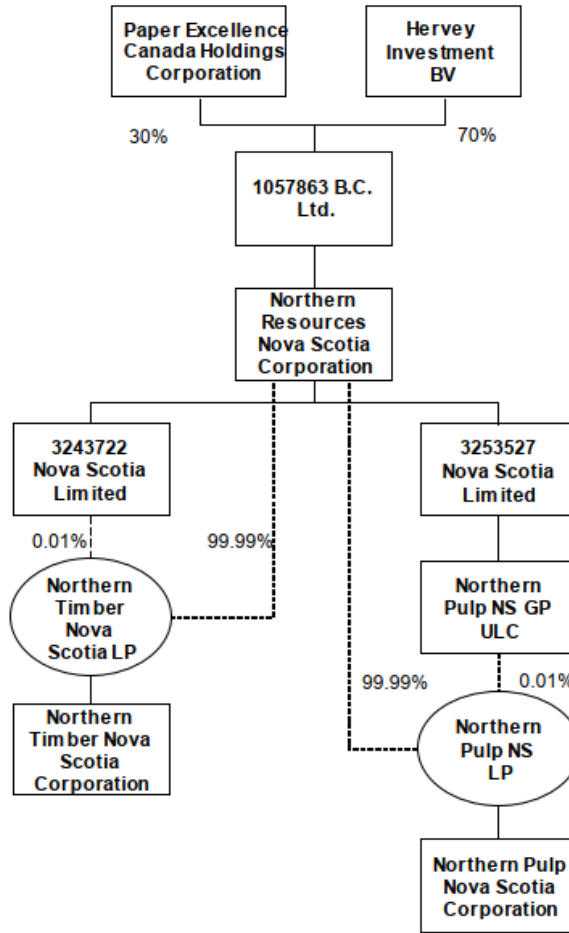 Paper Excellence
Canada Holdings
Corporation
Hervey
Investment
BV
30%
70%
1057863 B.C.
Ltd.
Northern
Resources
Nova Scotia
Corporation
3243722
Nova Scotia
Limited
3253527
Nova Scotia
Limited
0.01%
99.99%
Northern
Timber
Nova
Scotia LP
Northern
Pulp NS GP
ULC
99.99%
0.01%
Northern
Timber Nova
Scotia
Corporation
Northern
Pulp NS
LP
Northern Pulp
Nova Scotia
Corporation